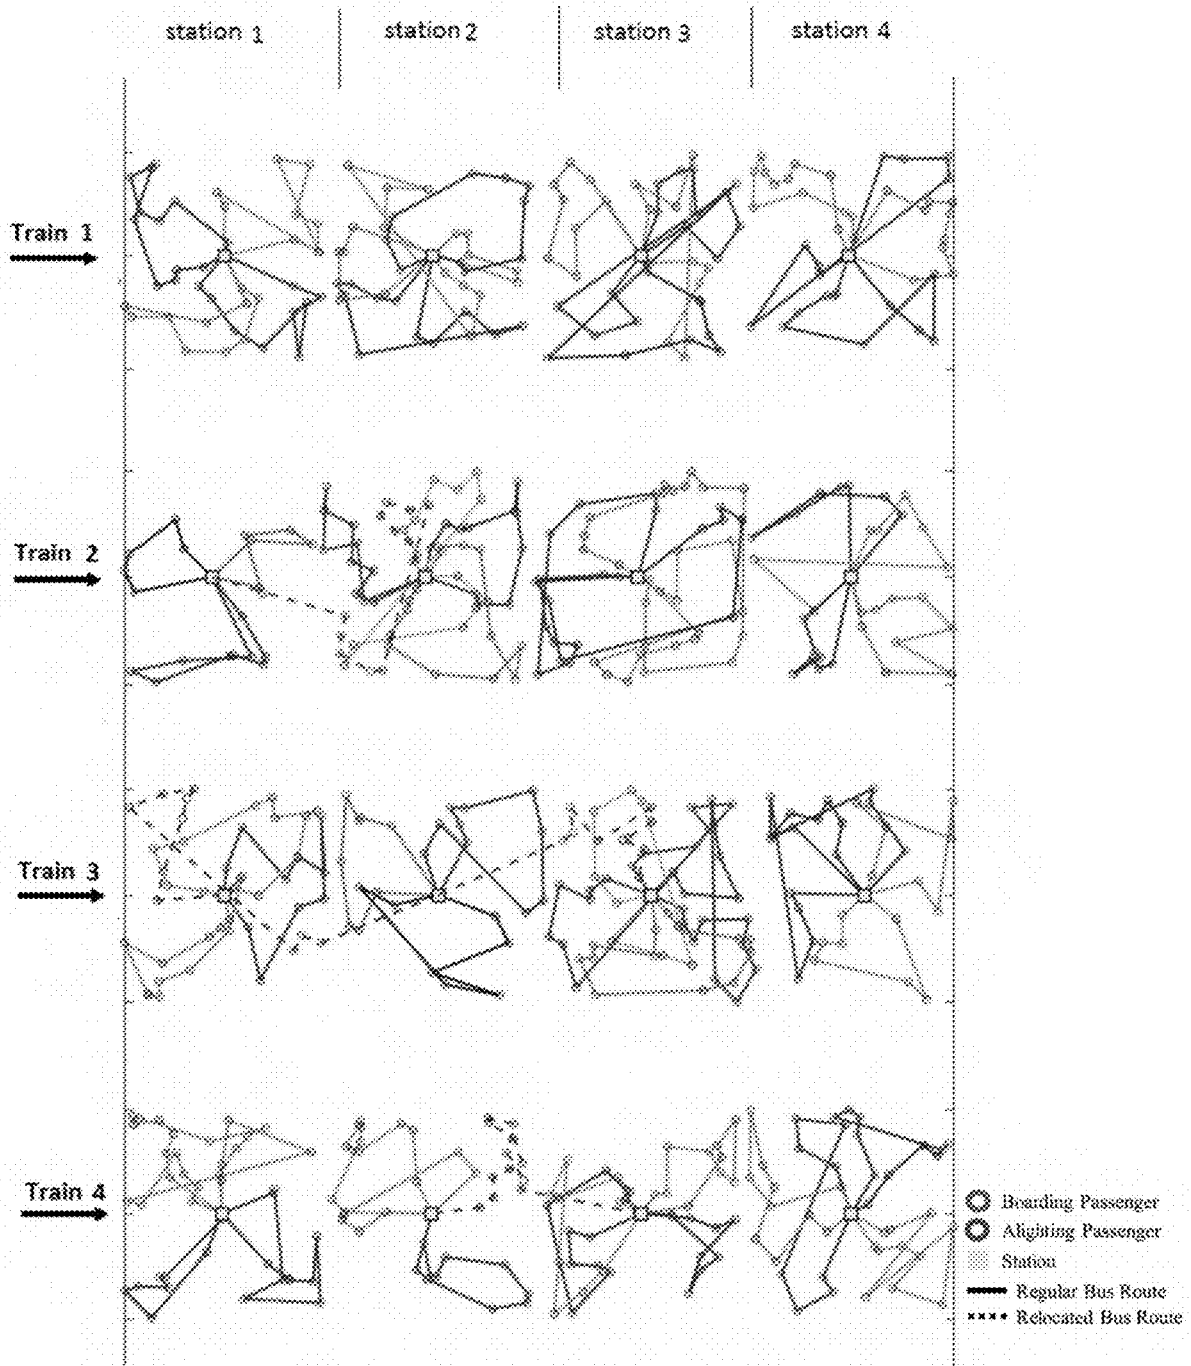 station 1
station 2
station 3
station 4
Train 1
Train 2
Train 3
Train 4
Boarding Passenger
Alighting Passenger
Station
Regular Bus Route
Relocated Bus Route